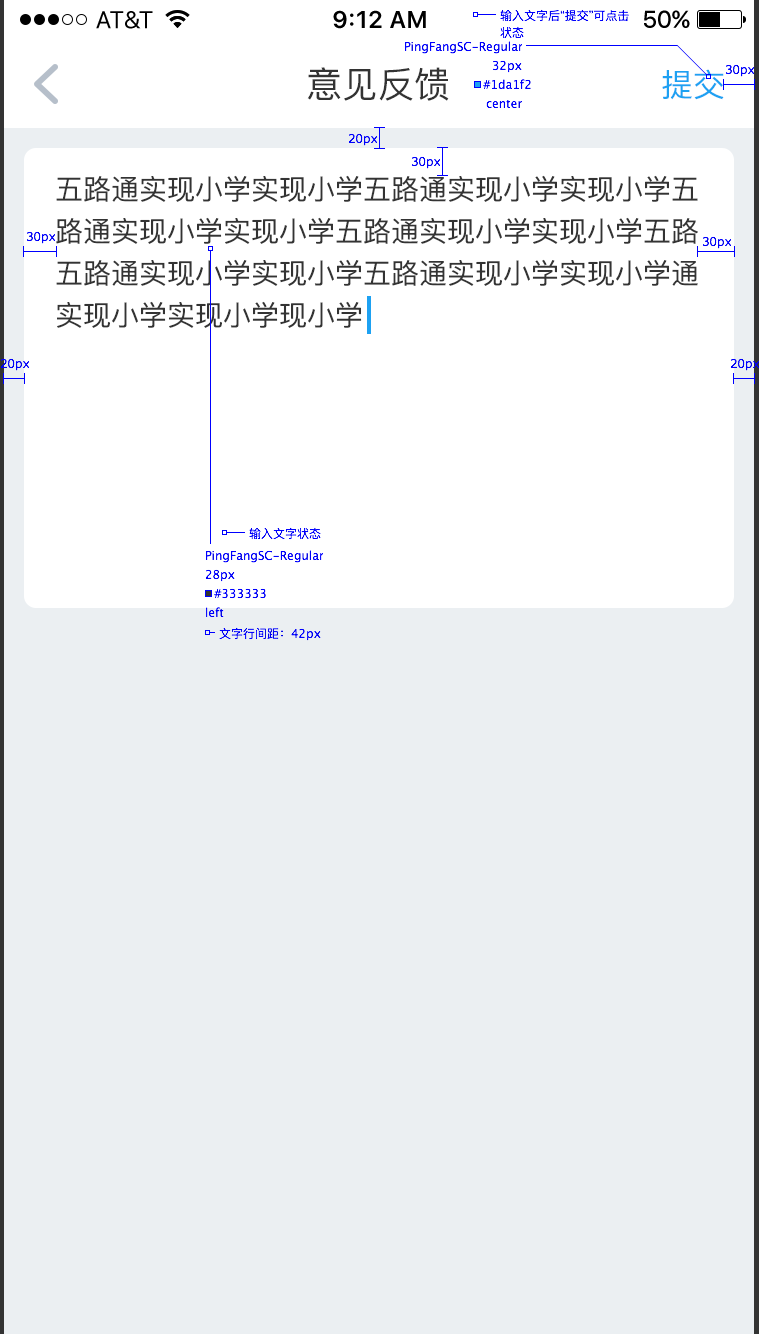 AT&T
9:12 AM
50%
输入文字后“提交”可点击
状态
PingFangSC-Regular
32px
#1da1f2
center
意见反馈
提交
30px
20px
30px
五路通实现小学实现小学五路通实现小学实现小学五
路通实现小学实现小学五路通实现小学实现小学五路
五路通实现小学实现小学五路通实现小学实现小学通
实现小学实现小学现小学
30px
30px
20px
20px
输入文字状态
PingFangSC-Regular
28px
#333333
left
文字行间距：42px